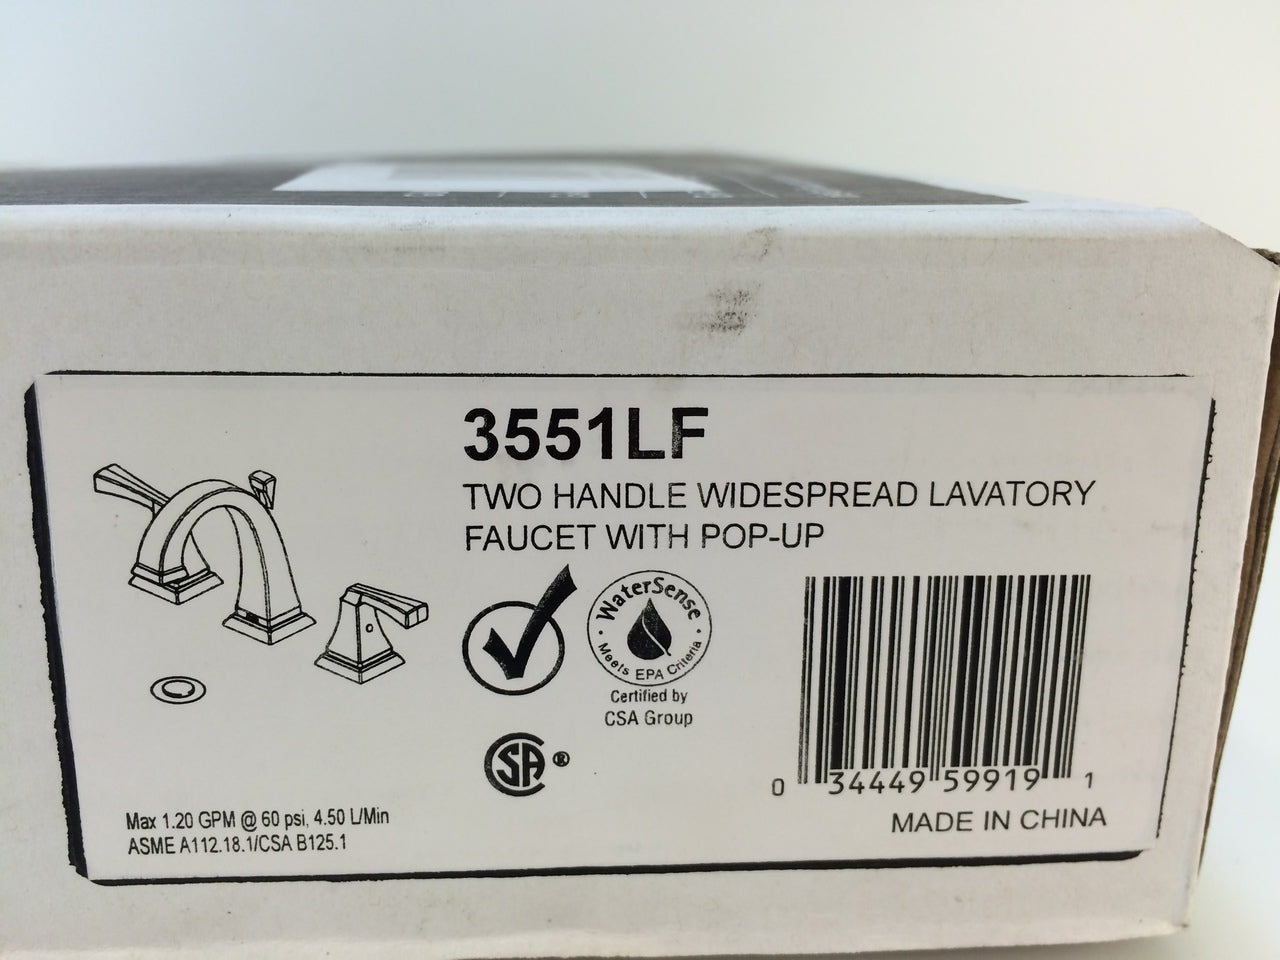 3551LF
TWO HANDLE WIDESPREAD LAVATORY
FAUCET WITH POP-UP
WaterSense
Meets EPA Criteria
Certified by
CSA Group
CSA®
0 34449 59919 1
MADE IN CHINA
Max 1.20 GPM @ 60 psi, 4.50 L/Min
ASME A112.18.1/CSA B125.1